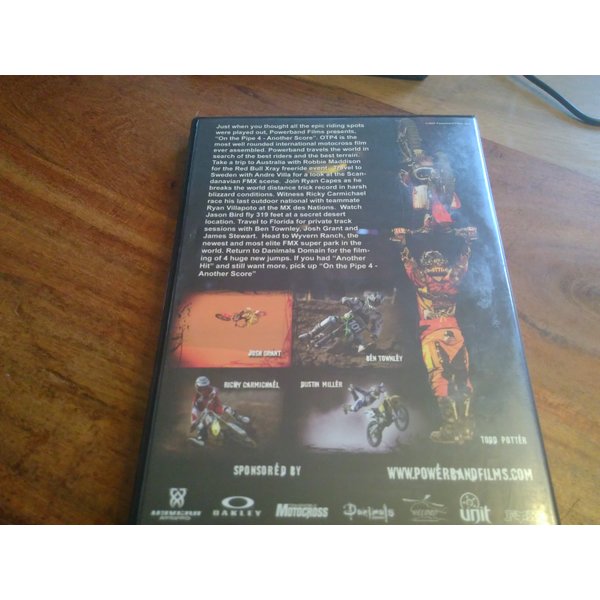 Just when you thought all the epic riding spots
were played out, Powerband Films presents,
"On the Pipe 4 - Another Score". OTP4 is the
most well rounded international motocross film
ever assembled. Powerband travels the world in
search of the best riders and the best terrain.
Take a trip to Australia with Robbie Maddison
for the Red Bull Xray freeride event. Travel to
Sweden with Andre Villa for a look at the Scan-
danavian FMX scene. Join Ryan Capes as he
breaks the world distance trick record in harsh
blizzard conditions. Witness Ricky Carmichael
race his last outdoor national with teammate
Ryan Villapoto at the MX des Nations. Watch
Jason Bird fly 319 feet at a secret desert
location. Travel to Florida for private track
sessions with Ben Townley, Josh Grant and
James Stewart. Head to Wyvern Ranch, the
newest and most elite FMX super park in the
world. Return to Danimals Domain for the film-
ing of 4 huge new jumps. If you had "Another
Hit" and still want more, pick up "On the Pipe 4 -
Another Score"
JOSH GRANT
BEN TOWNLEY
RICKY CARMICHAEL
DUSTIN MILLER
TODD POTTER
SPONSORED BY
WWW.POWERBANDFILMS.COM
OAKLEY
MOTOCROSS
Danimals
unit